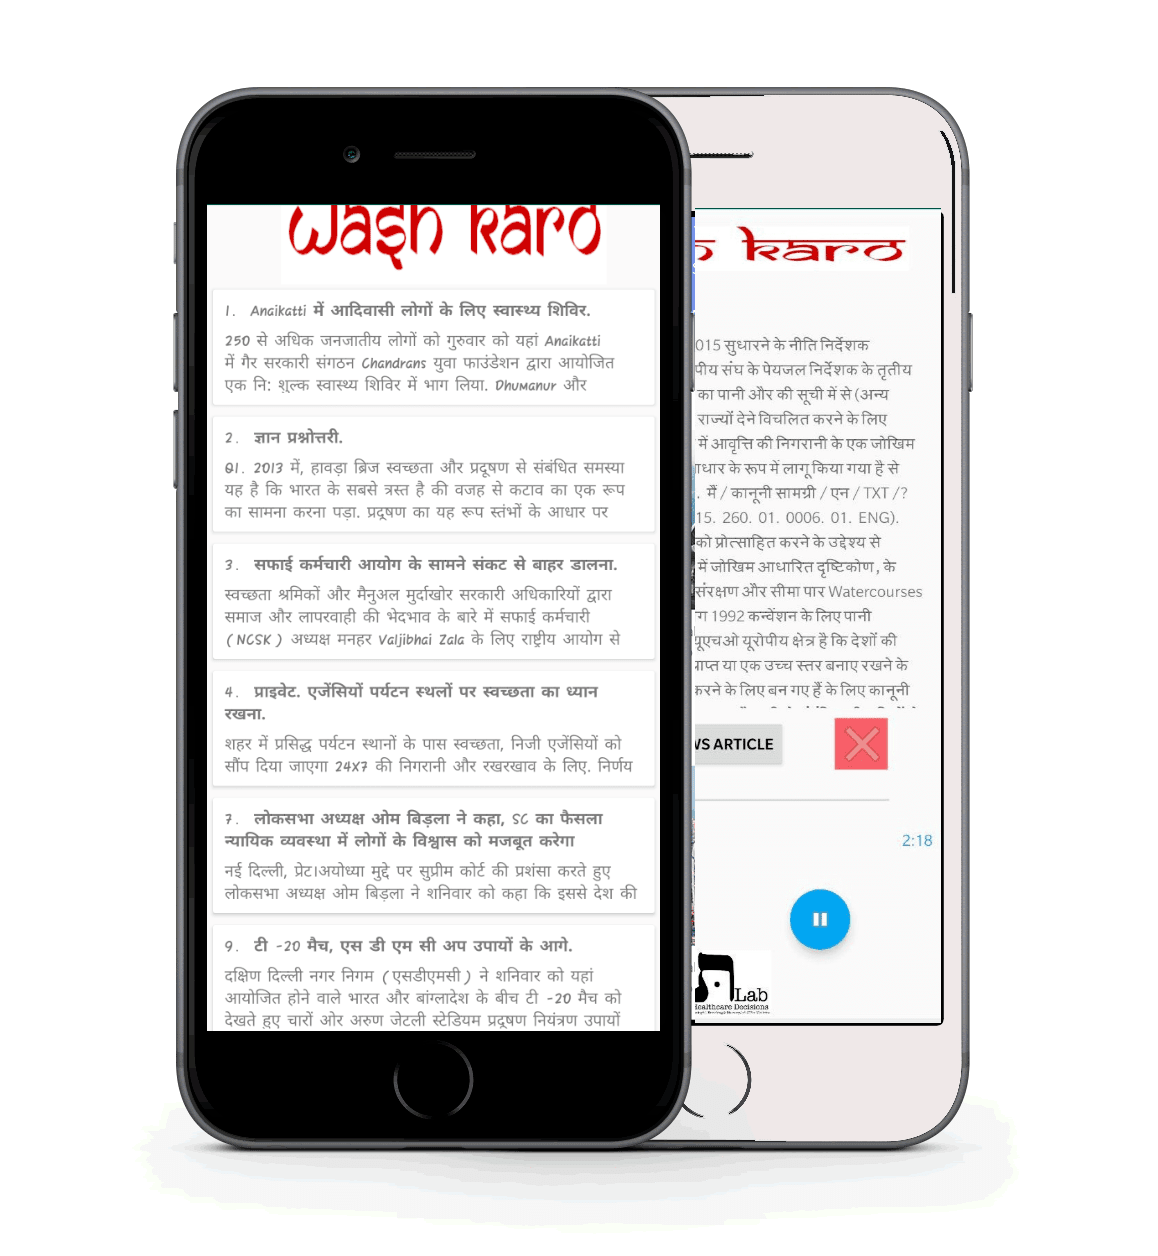 wash karo
1. Anaikatti में आदिवासी लोगों के लिए स्वास्थ्य शिविर.
250 से अधिक जनजातीय लोगों को गुरुवार को यहां Anaikatti
में गैर सरकारी संगठन Chandrans युवा फाउंडेशन द्वारा आयोजित
एक नि: शुल्क स्वास्थ्य शिविर में भाग लिया. Dhumanur और
2. ज्ञान प्रश्नोत्तरी.
Q1. 2013 में, हावड़ा ब्रिज स्वच्छता और प्रदूषण से संबंधित समस्या
यह है कि भारत के सबसे त्रस्त है की वजह से कटाव का एक रूप
का सामना करना पड़ा. प्रदूषण का यह रूप स्तंभों के आधार पर
3. सफाई कर्मचारी आयोग के सामने संकट से बाहर डालना.
स्वच्छता श्रमिकों और मैनुअल मुर्दाखोर सरकारी अधिकारियों द्वारा
समाज और लापरवाही की भेदभाव के बारे में सफाई कर्मचारी
(NCSK) अध्यक्ष मनहर Valjibhai Zala के लिए राष्ट्रीय आयोग से
4. प्राइवेट. एजेंसियों पर्यटन स्थलों पर स्वच्छता का ध्यान
रखना.
शहर में प्रसिद्ध पर्यटन स्थानों के पास स्वच्छता, निजी एजेंसियों को
सौंप दिया जाएगा 24X7 की निगरानी और रखरखाव के लिए. निर्णय
7. लोकसभा अध्यक्ष ओम बिड़ला ने कहा, SC का फैसला
न्यायिक व्यवस्था में लोगों के विश्वास को मजबूत करेगा
नई दिल्ली, प्रेट।अयोध्या मुद्दे पर सुप्रीम कोर्ट की प्रशंसा करते हुए
लोकसभा अध्यक्ष ओम बिड़ला ने शनिवार को कहा कि इससे देश की
9. टी -20 मैच, एस डी एम सी अप उपायों के आगे.
दक्षिण दिल्ली नगर निगम (एसडीएमसी) ने शनिवार को यहां
आयोजित होने वाले भारत और बांग्लादेश के बीच टी -20 मैच को
देखते हुए चारों ओर अरुण जेटली स्टेडियम प्रदूषण नियंत्रण उपायों
karo
015 सुधारने के नीति निर्देशक
पीय संघ के पेयजल निर्देशक के तृतीय
का पानी और की सूची में से (अन्य
राज्यों देने विचलित करने के लिए
में आवृत्ति की निगरानी के एक जोखिम
ाधार के रूप में लागू किया गया है से
. मैं / कानूनी सामग्री / एन / TXT /?
15. 260. 01. 0006. 01. ENG).
को प्रोत्साहित करने के उद्देश्य से
में जोखिम आधारित दृष्टिकोण, के
संरक्षण और सीमा पार Watercourses
ग 1992 कन्वेंशन के लिए पानी
यूएचओ यूरोपीय क्षेत्र है कि देशों की
प्राप्त या एक उच्च स्तर बनाए रखने के
करने के लिए बन गए हैं के लिए कानूनी
WS ARTICLE
2:18
Lab
Healthcare Decisions